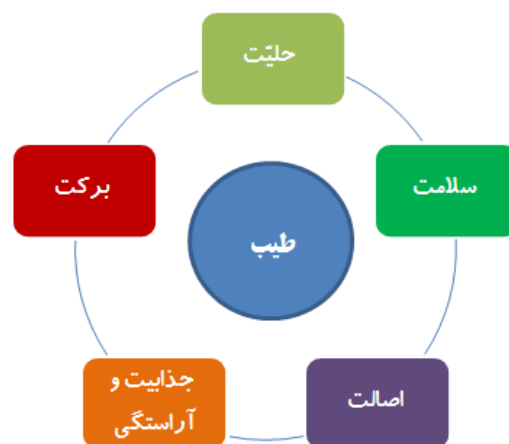 حلیّت
سلامت
برکت
طیب
اصالت
جذابیت و
آراستگی